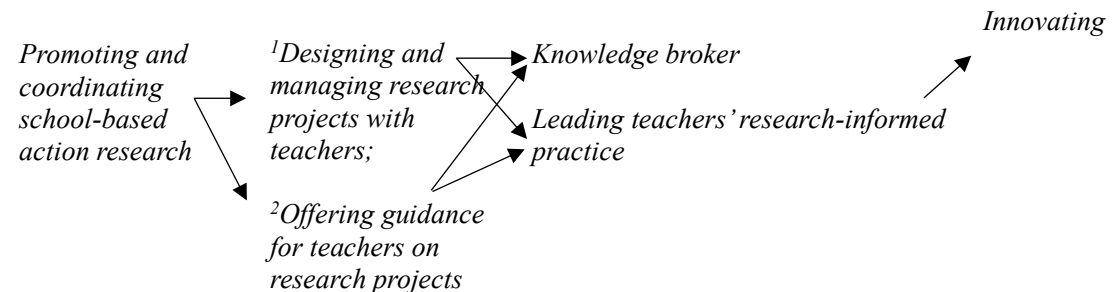 Innovating
Promoting and
coordinating
school-based
action research
¹Designing and
managing research
projects with
teachers;
²Offering guidance
for teachers on
research projects
Knowledge broker
Leading teachers’ research-informed
practice